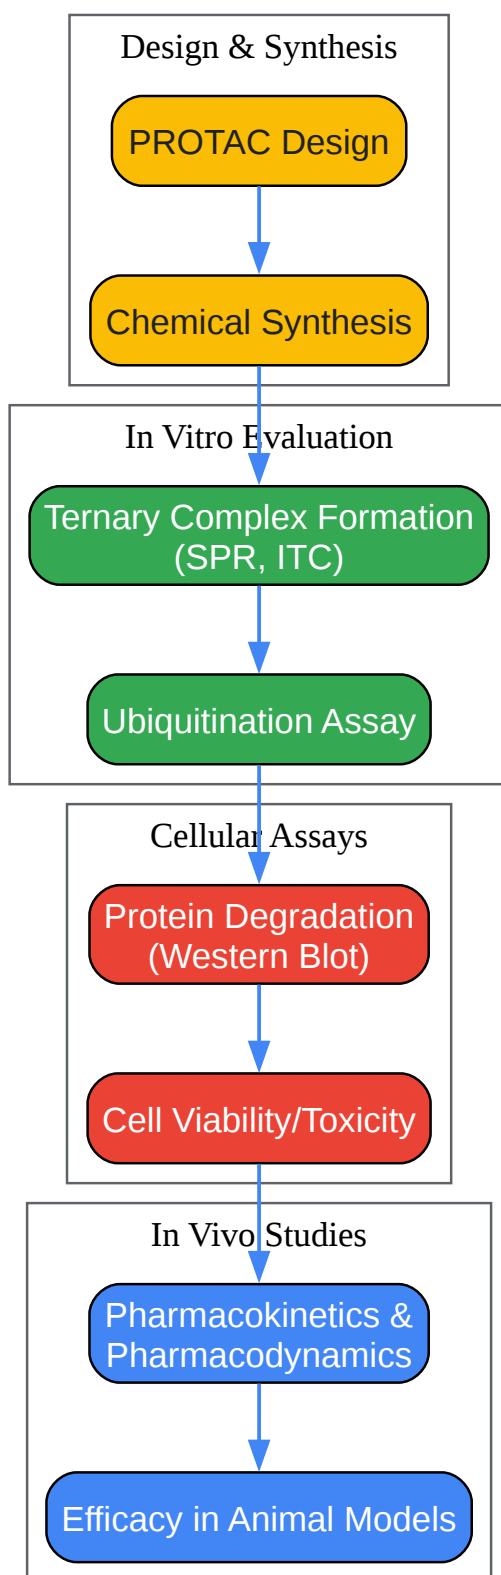 Design & Synthesis
PROTAC Design
Chemical Synthesis
In Vitro Evaluation
Ternary Complex Formation
(SPR, ITC)
Ubiquitination Assay
Cellular Assays
Protein Degradation
(Western Blot)
Cell Viability/Toxicity
In Vivo Studies
Pharmacokinetics &
Pharmacodynamics
Efficacy in Animal Models